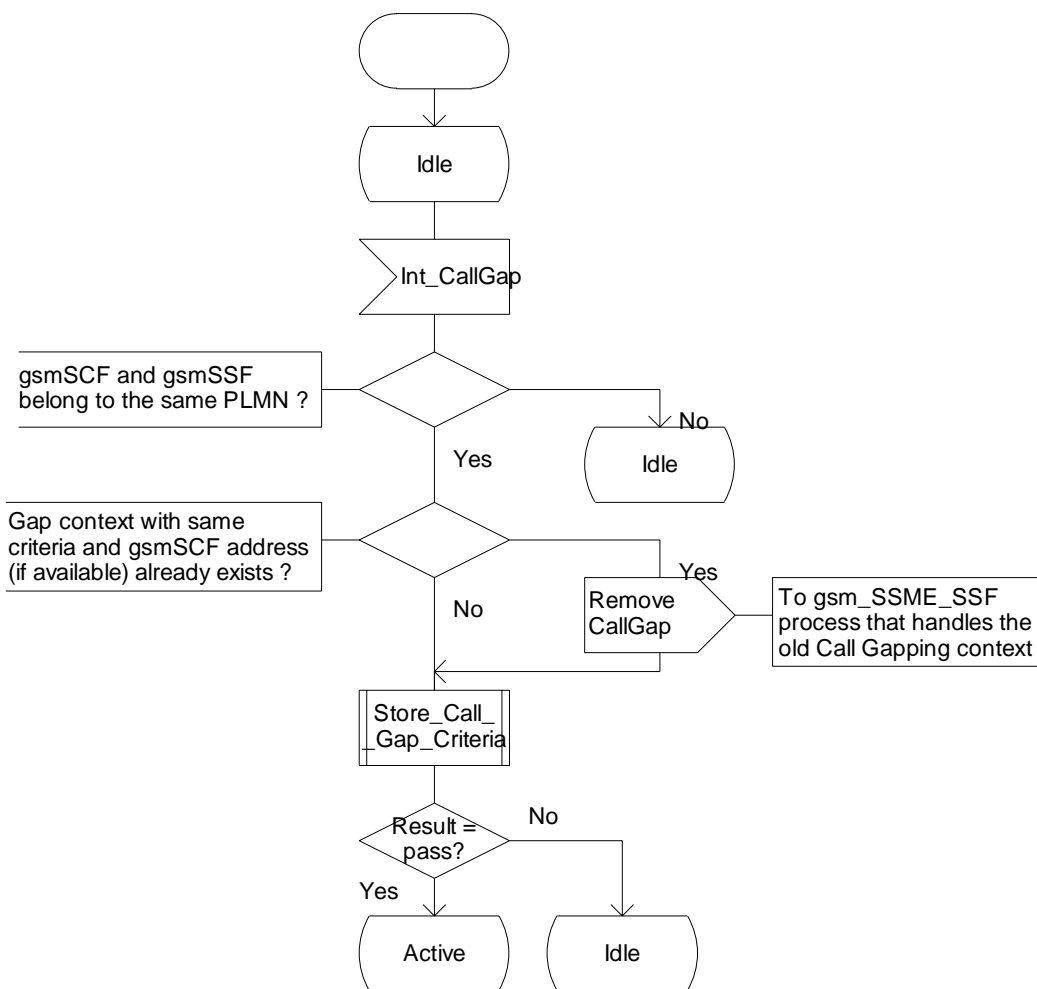 Idle
Int_CallGap
gsmSCF and gsmSSF
belong to the same PLMN ?
No
Idle
Yes
Gap context with same
criteria and gsmSCF address
(if available) already exists ?
Yes
Remove
CallGap
To gsm_SSME_SSF
process that handles the
old Call Gapping context
No
Store_Call_
_Gap_Criteria
Result =
pass?
No
Yes
Active
Idle